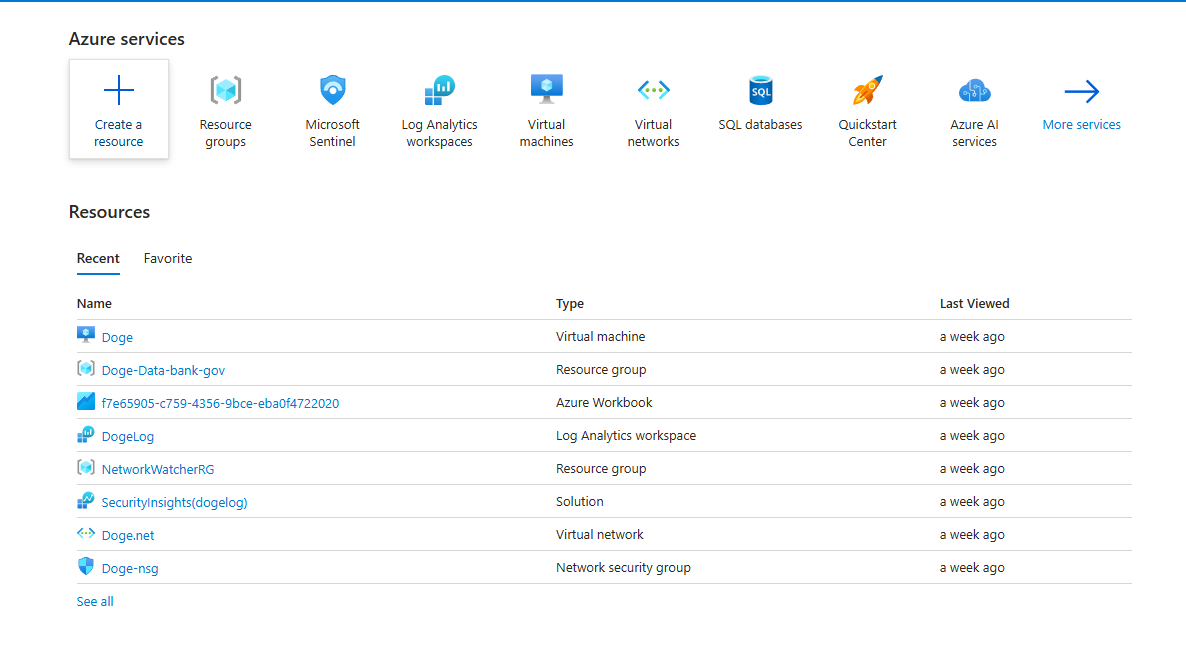 Azure services
Create a
resource
Resource
groups
Microsoft
Sentinel
Log Analytics
workspaces
Virtual
machines
Virtual
networks
SQL
SQL databases
Quickstart
Center
Azure AI
services
More services
Resources
Recent Favorite
Name Type Last Viewed
Doge Virtual machine a week ago
Doge-Data-bank-gov Resource group a week ago
f7e65905-c759-4356-9bce-eba0f4722020 Azure Workbook a week ago
DogeLog Log Analytics workspace a week ago
NetworkWatcherRG Resource group a week ago
SecurityInsights(dogelog) Solution a week ago
Doge.net Virtual network a week ago
Doge-nsg Network security group a week ago
See all